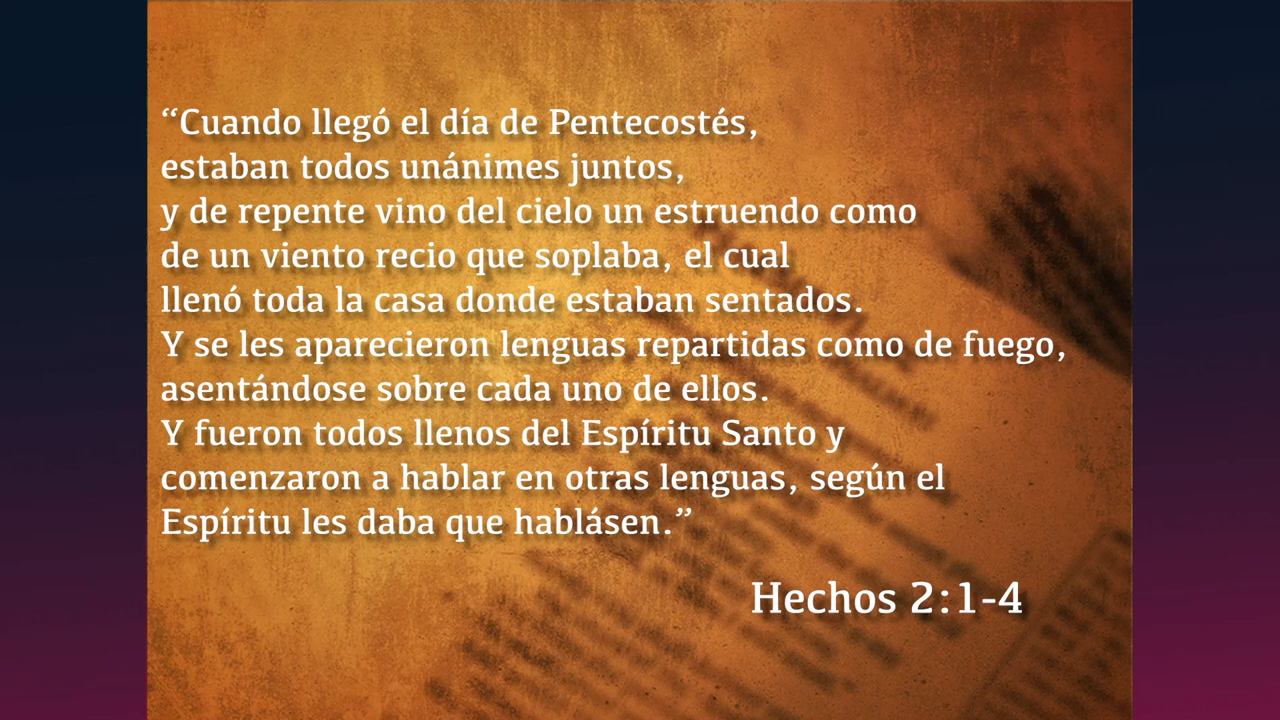 “Cuando llegó el día de Pentecostés,
estaban todos unánimes juntos,
y de repente vino del cielo un estruendo como
de un viento recio que soplaba, el cual
llenó toda la casa donde estaban sentados.
Y se les aparecieron lenguas repartidas como de fuego,
asentándose sobre cada uno de ellos.
Y fueron todos llenos del Espíritu Santo y
comenzaron a hablar en otras lenguas, según el
Espíritu les daba que hablásen.”
Hechos 2:1-4